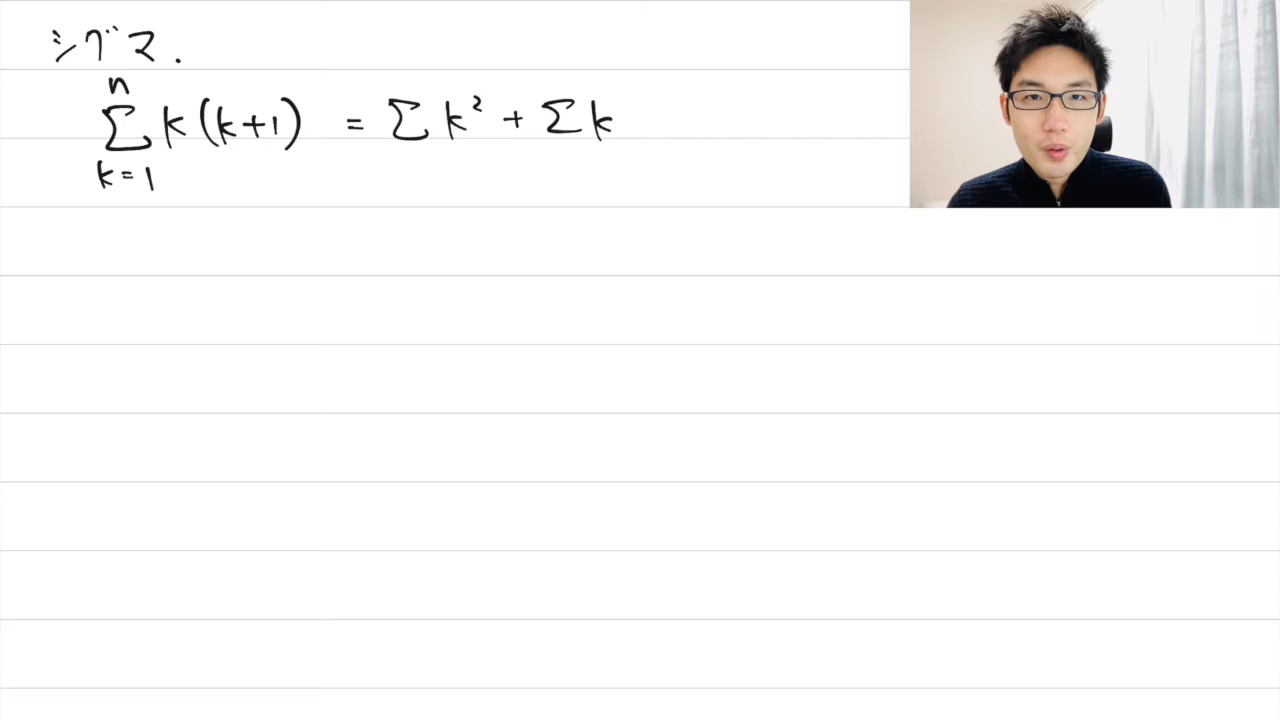 シグマ.
n
∑ k(k+1) = ∑ k² + ∑ k
k=1